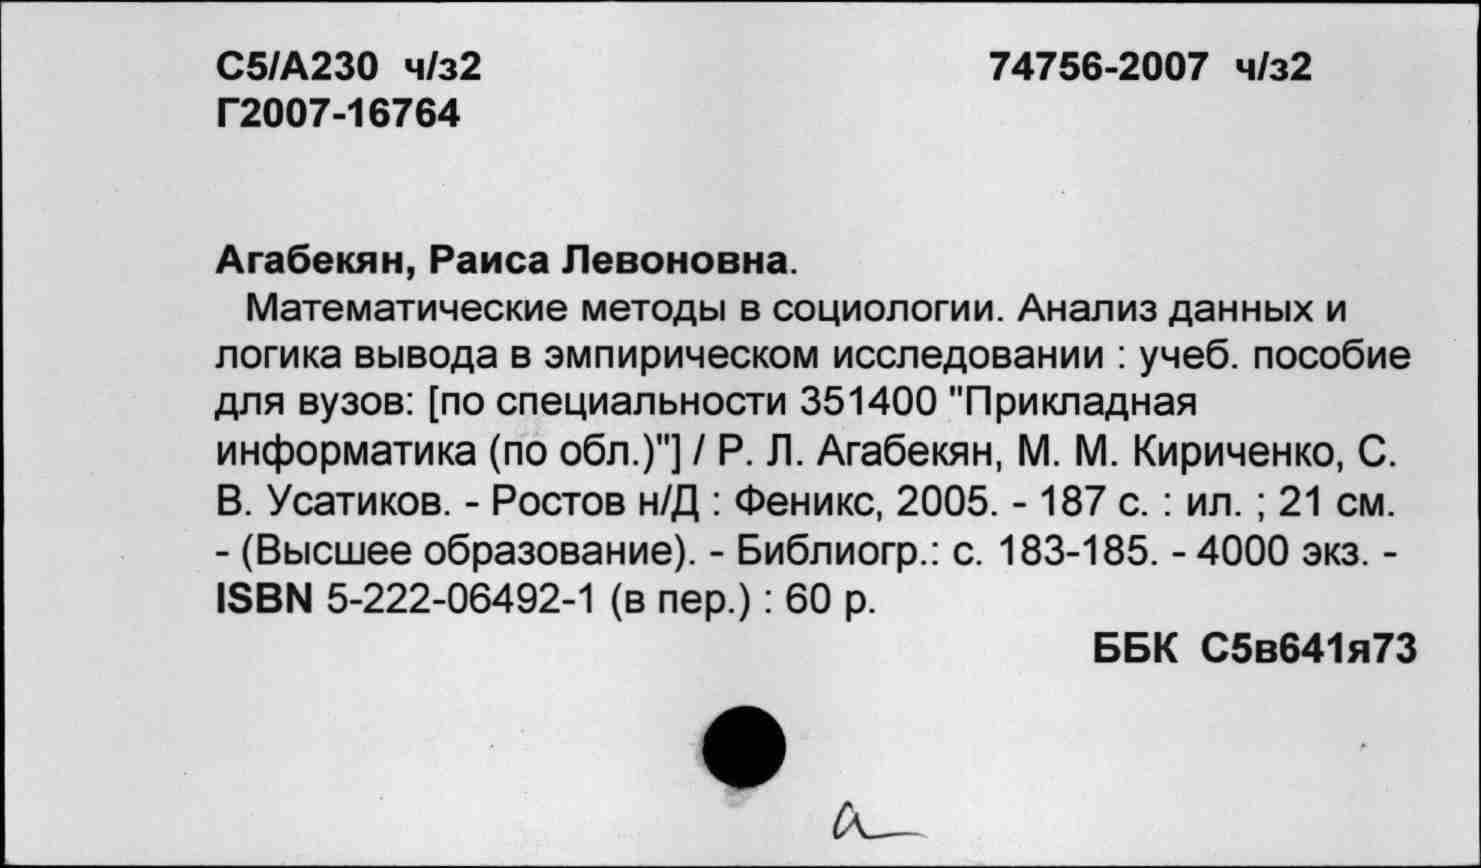 С5/А230 ч/з2
74756-2007 ч/з2
Г2007-16764
Агабекян, Раиса Левоновна.
Математические методы в социологии. Анализ данных и
логика вывода в эмпирическом исследовании : учеб. пособие
для вузов: [по специальности 351400 "Прикладная
информатика (по обл.)"] / Р. Л. Агабекян, М. М. Кириченко, С.
В. Усатиков. - Ростов н/Д : Феникс, 2005. - 187 с. : ил. ; 21 см.
- (Высшее образование). - Библиогр.: с. 183-185. - 4000 экз. -
ISBN 5-222-06492-1 (в пер.) : 60 р.
ББК С5в641я73
а